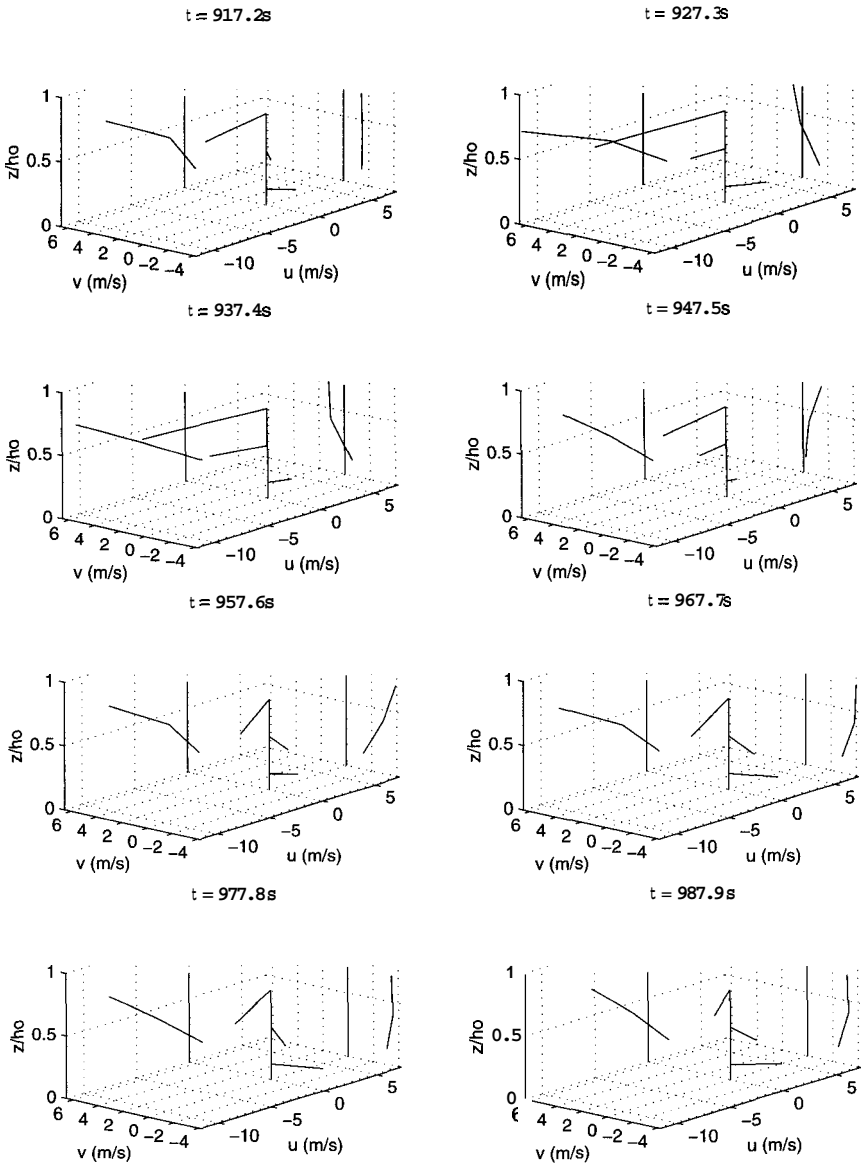 t = 917.2s
t = 927.3s
1
0.5
0
z/ho
6 4 2 0 −2 −4
v (m/s)
−10 −5 0 5
u (m/s)
1
0.5
0
z/ho
6 4 2 0 −2 −4
v (m/s)
−10 −5 0 5
u (m/s)
t = 937.4s
t = 947.5s
1
0.5
0
z/ho
6 4 2 0 −2 −4
v (m/s)
−10 −5 0 5
u (m/s)
1
0.5
0
z/ho
6 4 2 0 −2 −4
v (m/s)
−10 −5 0 5
u (m/s)
t = 957.6s
t = 967.7s
1
0.5
0
z/ho
6 4 2 0 −2 −4
v (m/s)
−10 −5 0 5
u (m/s)
1
0.5
0
z/ho
6 4 2 0 −2 −4
v (m/s)
−10 −5 0 5
u (m/s)
t = 977.8s
t = 987.9s
1
0.5
0
z/ho
6 4 2 0 −2 −4
v (m/s)
−10 −5 0 5
u (m/s)
1
0.5
0
z/ho
6 4 2 0 −2 −4
v (m/s)
−10 −5 0 5
u (m/s)